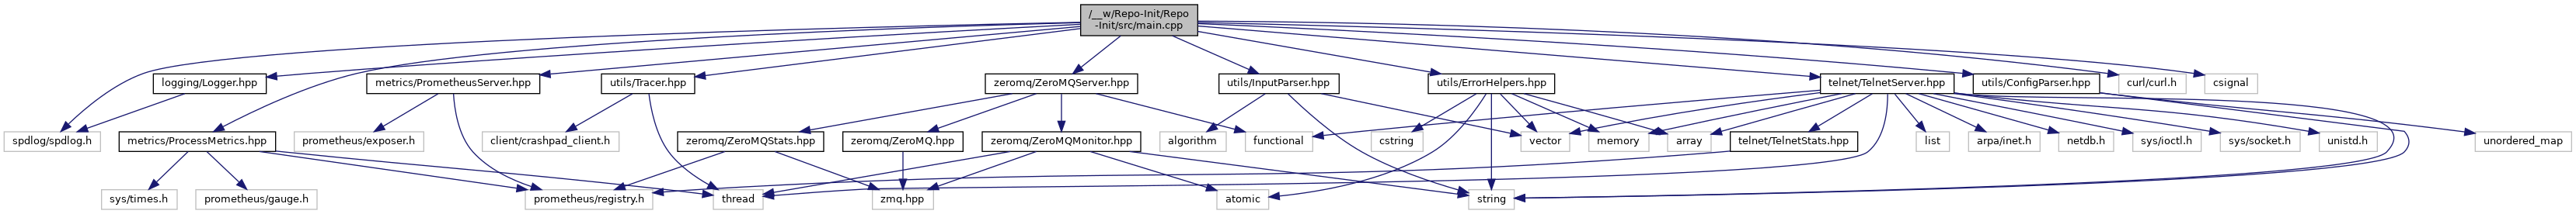 /__w/Repo-Init/Repo
-Init/src/main.cpp
logging/Logger.hpp
metrics/PrometheusServer.hpp
utils/Tracer.hpp
zeromq/ZeroMQServer.hpp
utils/InputParser.hpp
utils/ErrorHelpers.hpp
telnet/TelnetServer.hpp
utils/ConfigParser.hpp
curl/curl.h
csignal
spdlog/spdlog.h
metrics/ProcessMetrics.hpp
prometheus/exposer.h
client/crashpad_client.h
zeromq/ZeroMQStats.hpp
zeromq/ZeroMQ.hpp
zeromq/ZeroMQMonitor.hpp
algorithm
functional
cstring
vector
memory
array
telnet/TelnetStats.hpp
list
arpa/inet.h
netdb.h
sys/ioctl.h
sys/socket.h
unistd.h
unordered_map
sys/times.h
prometheus/gauge.h
prometheus/registry.h
thread
zmq.hpp
atomic
string